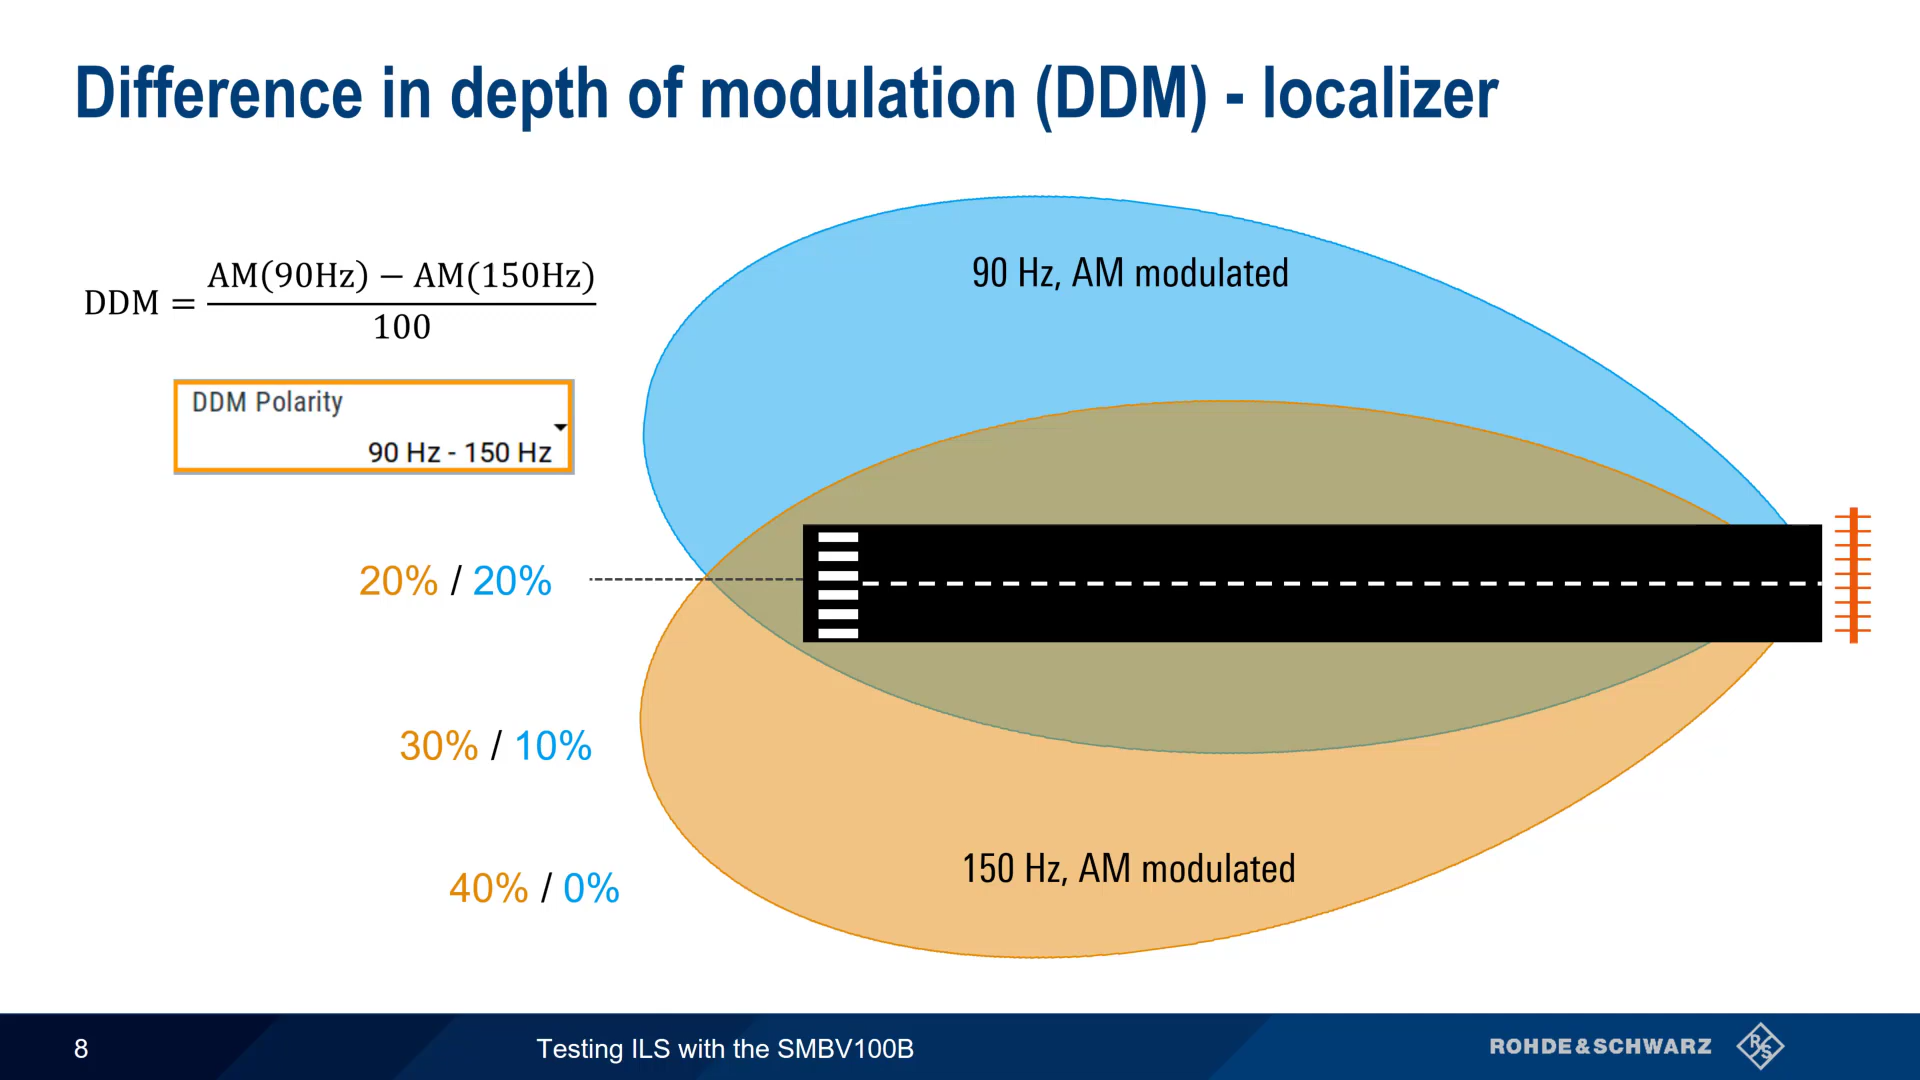 Difference in depth of modulation (DDM) - localizer
DDM = AM(90Hz) − AM(150Hz)
100
DDM Polarity
90 Hz - 150 Hz
90 Hz, AM modulated
20% / 20%
30% / 10%
40% / 0%
150 Hz, AM modulated
8
Testing ILS with the SMBV100B
ROHDE&SCHWARZ
R&S